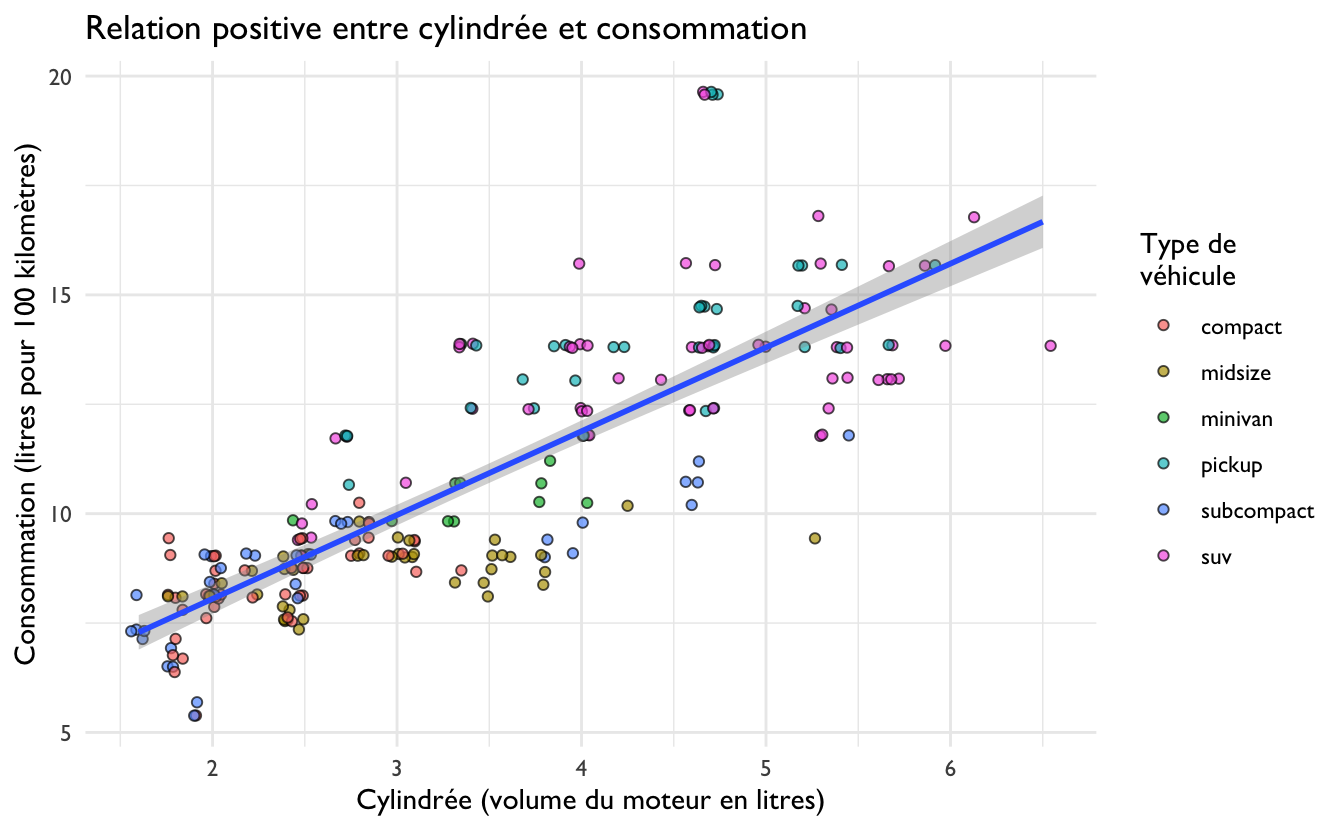 Relation positive entre cylindrée et consommation
Consommation (litres pour 100 kilomètres)
20
15
10
5
2 3 4 5 6
Cylindrée (volume du moteur en litres)
Type de
véhicule
compact
midsize
minivan
pickup
subcompact
suv